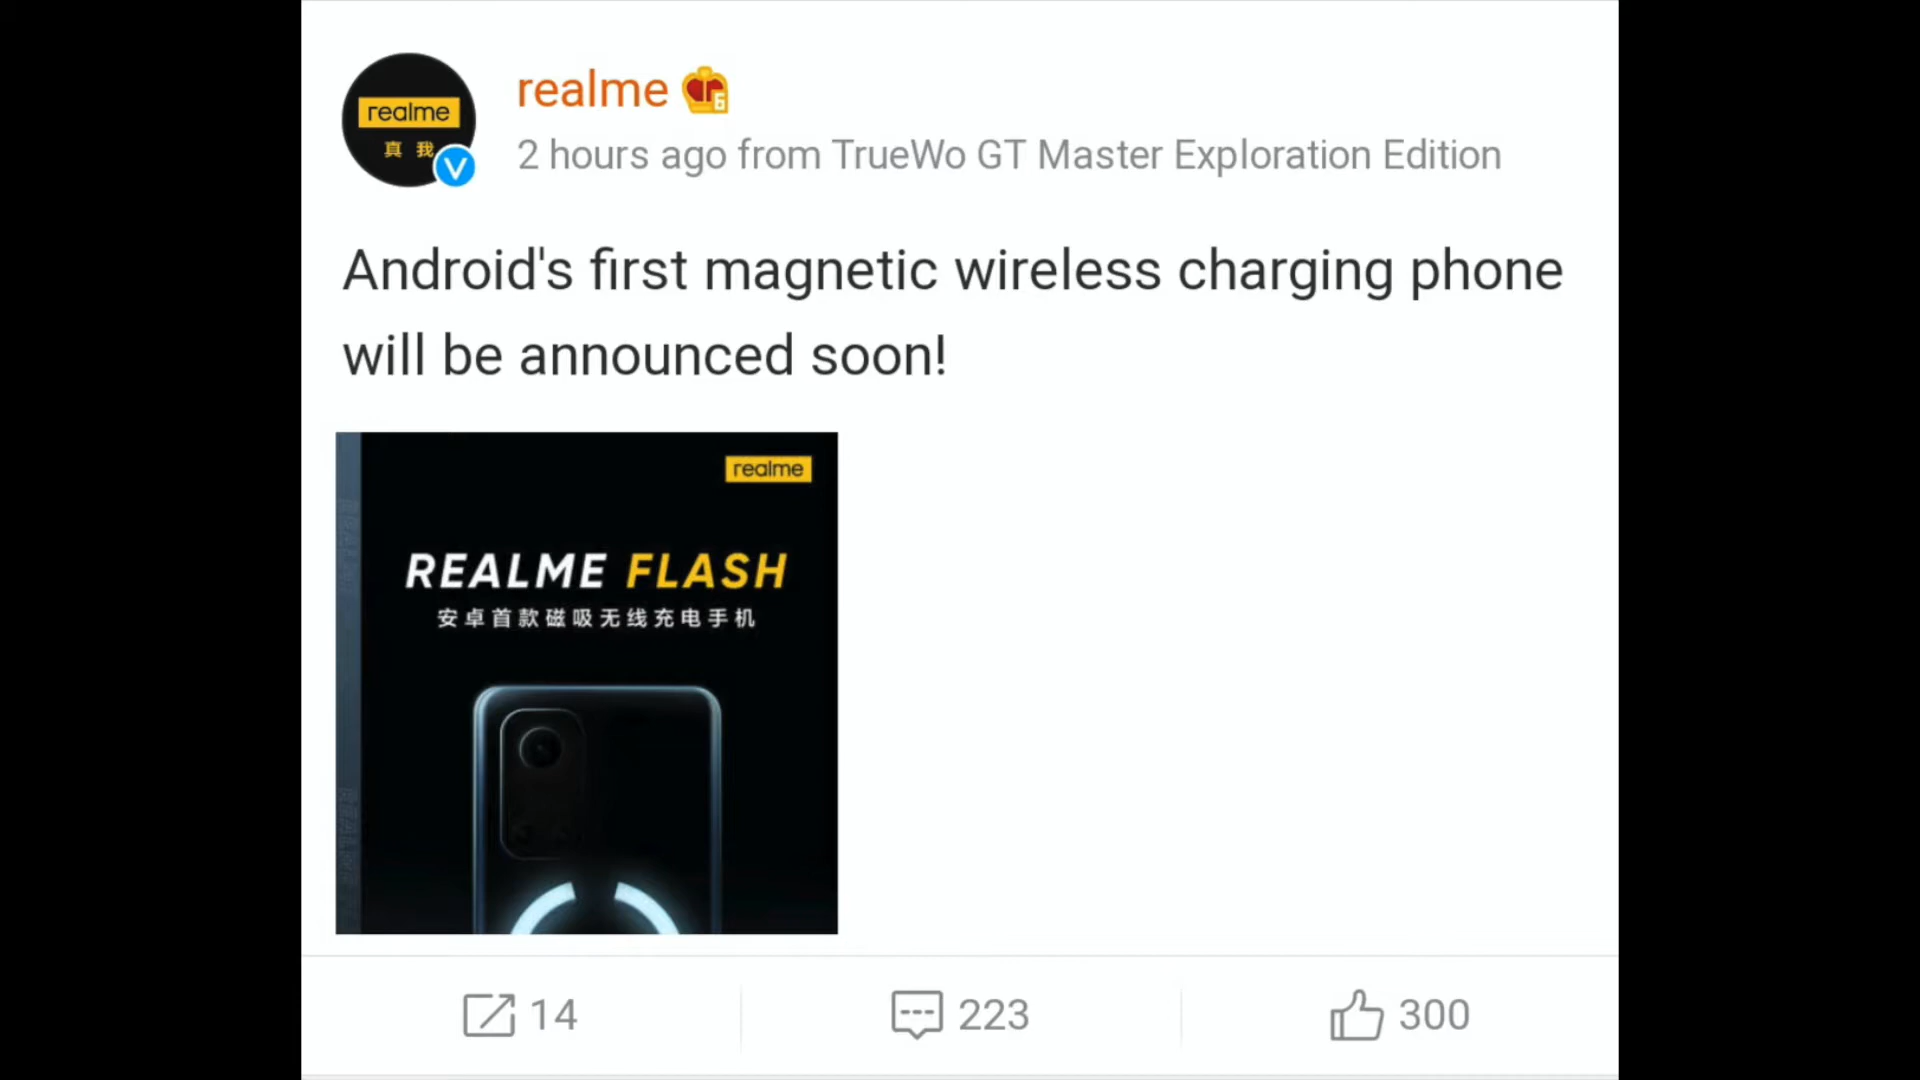 realme
真我
V
realme 6
2 hours ago from TrueWo GT Master Exploration Edition
Android's first magnetic wireless charging phone
will be announced soon!
realme
REALME FLASH
安卓首款磁吸无线充电手机
14
223
300